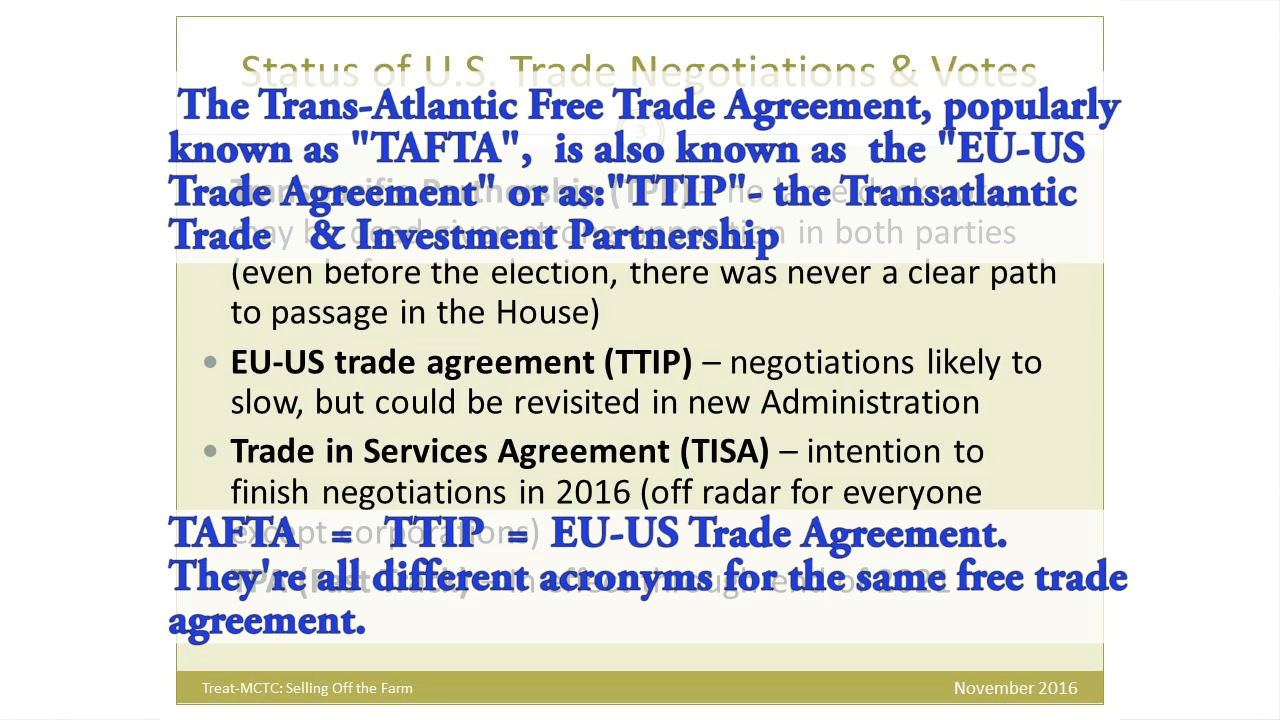 Status of U.S. Trade Negotiations & Votes
3
The Trans-Atlantic Free Trade Agreement, popularly
known as "TAFTA", is also known as the "EU-US
Trade Agreement" or as:"TTIP"- the Transatlantic
Trade & Investment Partnership
in both parties
(even before the election, there was never a clear path
to passage in the House)
• EU-US trade agreement (TTIP) – negotiations likely to
slow, but could be revisited in new Administration
• Trade in Services Agreement (TISA) – intention to
finish negotiations in 2016 (off radar for everyone
except corporations)
TAFTA = TTIP = EU-US Trade Agreement.
They're all different acronyms for the same free trade
agreement.
Treat-MCTC: Selling Off the Farm
November 2016